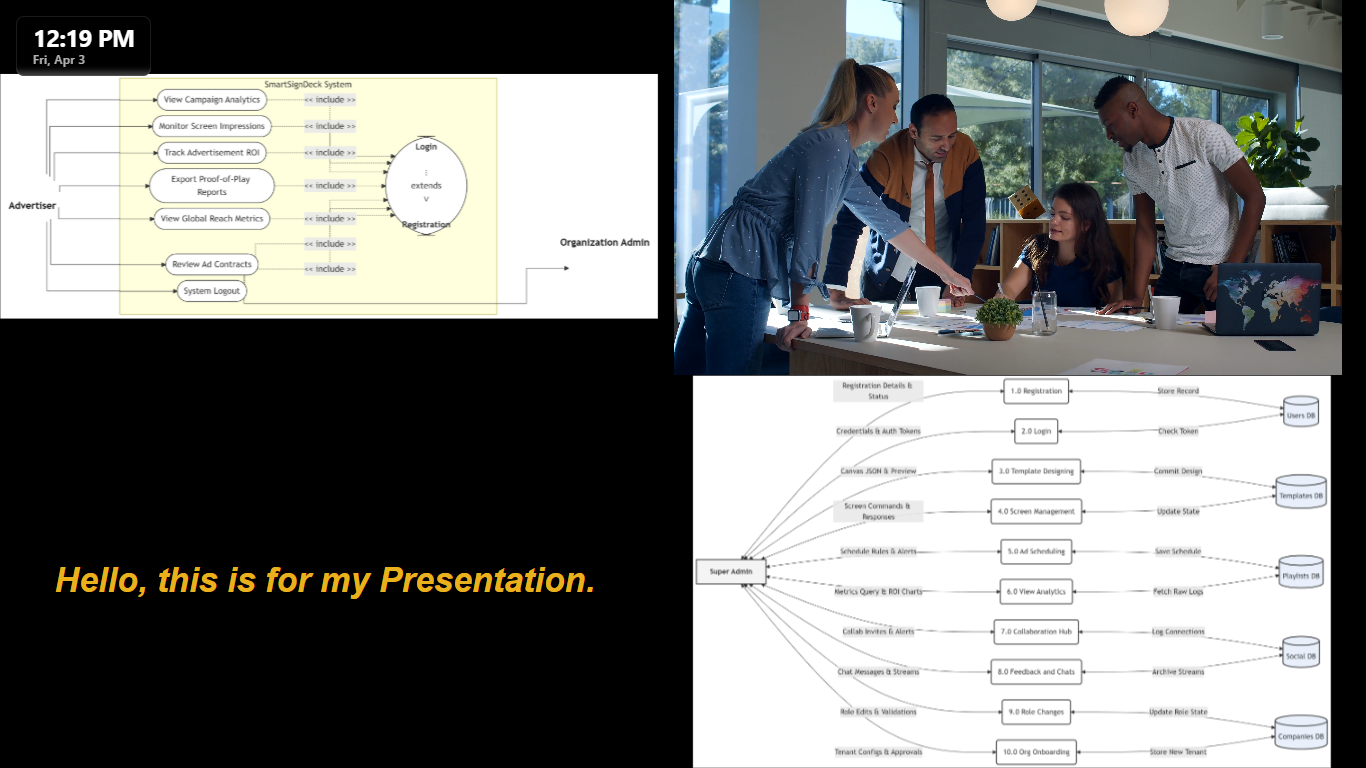 12:19 PM
Fri, Apr 3
SmartSignDeck System
View Campaign Analytics
<< include >>
Monitor Screen Impressions
<< include >>
Track Advertisement ROI
<< include >>
Export Proof-of-Play
Reports
<< include >>
View Global Reach Metrics
<< include >>
Review Ad Contracts
<< include >>
System Logout
<< include >>
Login
⋮
extends
v
Registration
Advertiser
Organization Admin
Hello, this is for my Presentation.
Super Admin
Registration Details &
Status
1.0 Registration
Store Record
Users DB
Credentials & Auth Tokens
2.0 Login
Check Token
Canvas JSON & Preview
3.0 Template Designing
Commit Design
Templates DB
Screen Commands &
Responses
4.0 Screen Management
Update State
Schedule Rules & Alerts
5.0 Ad Scheduling
Save Schedule
Playlists DB
Metrics Query & ROI Charts
6.0 View Analytics
Fetch Raw Logs
Collab Invites & Alerts
7.0 Collaboration Hub
Log Connections
Social DB
Chat Messages & Streams
8.0 Feedback and Chats
Archive Streams
Role Edits & Validations
9.0 Role Changes
Update Role State
Companies DB
Tenant Configs & Approvals
10.0 Org Onboarding
Store New Tenant